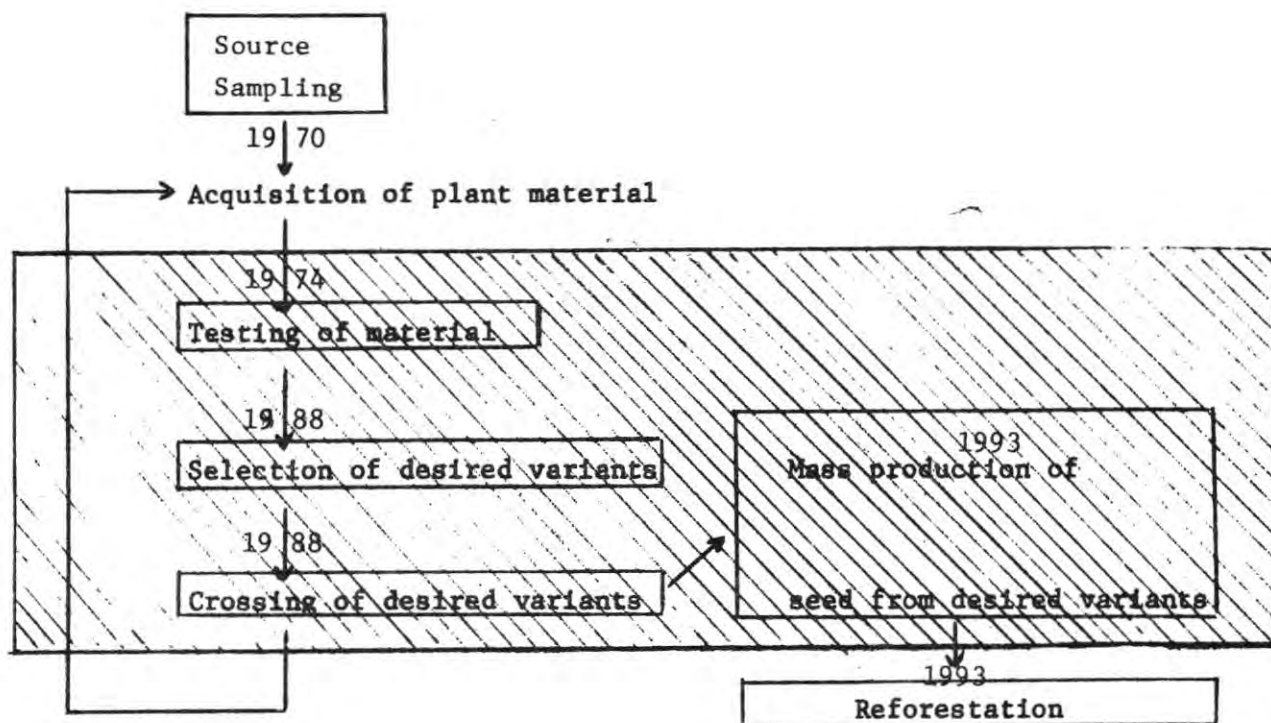 Source
Sampling
19 70
Acquisition of plant material
19 74
Testing of material
19 88
Selection of desired variants
19 88
Crossing of desired variants
1993
Mass production of
seed from desired variants
1993
Reforestation